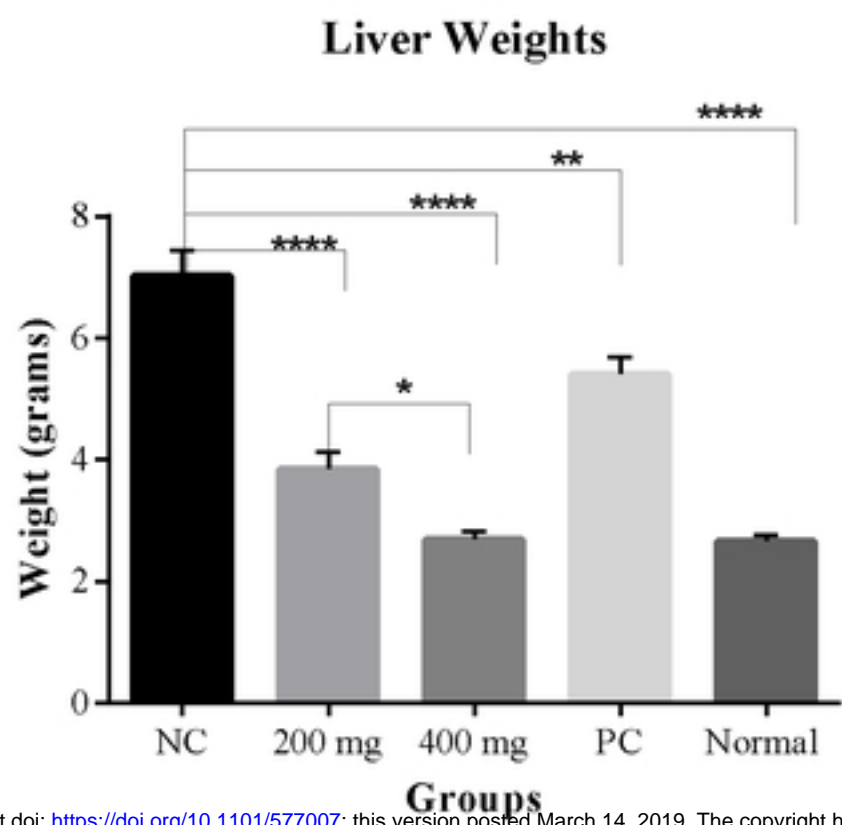 Liver Weights
****
**
****
****
*
8
6
4
2
0
Weight (grams)
NC 200 mg 400 mg PC Normal
Groups
t doi: https://doi.org/10.1101/577007; this version posted March 14, 2019. The copyright h